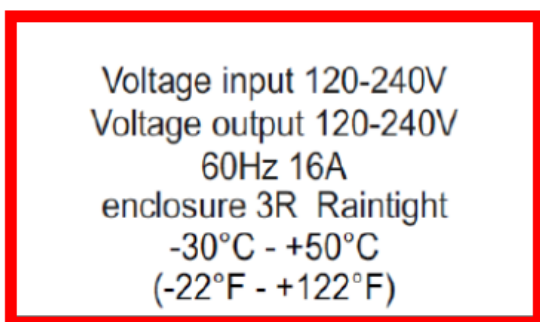 Voltage input 120-240V
Voltage output 120-240V
60Hz 16A
enclosure 3R  Raintight
-30°C - +50°C
(-22°F - +122°F)